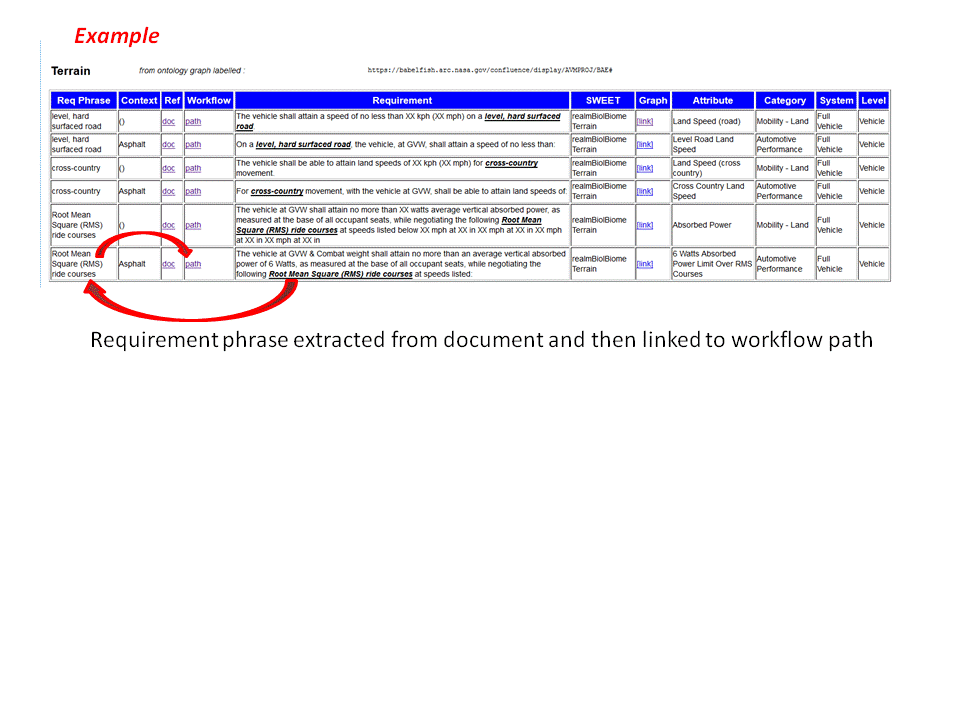 Example
Terrain from ontology graph labelled : https://babelfish.arc.nasa.gov/confluence/display/AVMPROJ/BAE#
Req Phrase Context Ref Workflow Requirement SWEET Graph Attribute Category System Level
level, hard surfaced road () doc path The vehicle shall attain a speed of no less than XX kph (XX mph) on a level, hard surfaced road realmBiolBiome Terrain [link] Land Speed (road) Mobility - Land Full Vehicle Vehicle
level, hard surfaced road Asphalt doc path On a level, hard surfaced road, the vehicle, at GVW, shall attain a speed of no less than: realmBiolBiome Terrain [link] Level Road Land Speed Automotive Performance Full Vehicle Vehicle
cross-country () doc path The vehicle shall be able to attain land speeds of XX kph (XX mph) for cross-country movement. realmBiolBiome Terrain [link] Land Speed (cross country) Mobility - Land Full Vehicle Vehicle
cross-country Asphalt doc path For cross-country movement, with the vehicle at GVW, shall be able to attain land speeds of: realmBiolBiome Terrain [link] Cross Country Land Speed Automotive Performance Full Vehicle Vehicle
Root Mean Square (RMS) ride courses () doc path The vehicle at GVW shall attain no more than XX watts average vertical absorbed power, as measured at the base of all occupant seats, while negotiating the following Root Mean Square (RMS) ride courses at speeds listed below XX mph at XX in XX mph at XX in XX mph at XX in XX mph at XX in realmBiolBiome Terrain [link] Absorbed Power Mobility - Land Full Vehicle Vehicle
Root Mean Square (RMS) ride courses Asphalt doc path The vehicle at GVW & Combat weight shall attain no more than an average vertical absorbed power of 6 Watts, as measured at the base of all occupant seats, while negotiating the following Root Mean Square (RMS) ride courses at speeds listed: realmBiolBiome Terrain [link] 6 Watts Absorbed Power Limit Over RMS Courses Automotive Performance Full Vehicle Vehicle
Requirement phrase extracted from document and then linked to workflow path